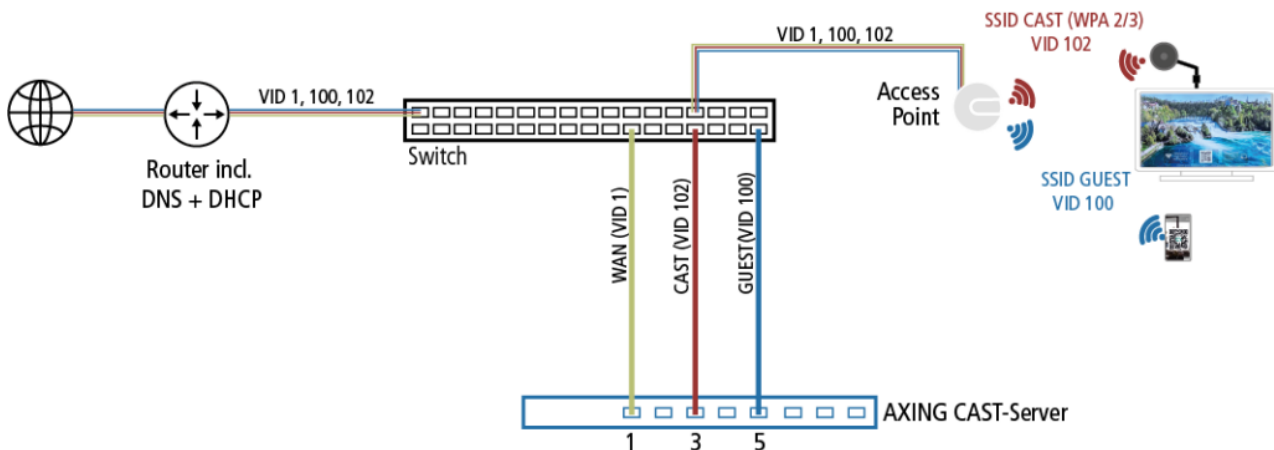 SSID CAST (WPA 2/3)
VID 102
VID 1, 100, 102
VID 1, 100, 102
Access
Point
Switch
Router incl.
DNS + DHCP
SSID GUEST
VID 100
WAN (VID 1)
CAST (VID 102)
GUEST(VID 100)
AXING CAST-Server
1
3
5